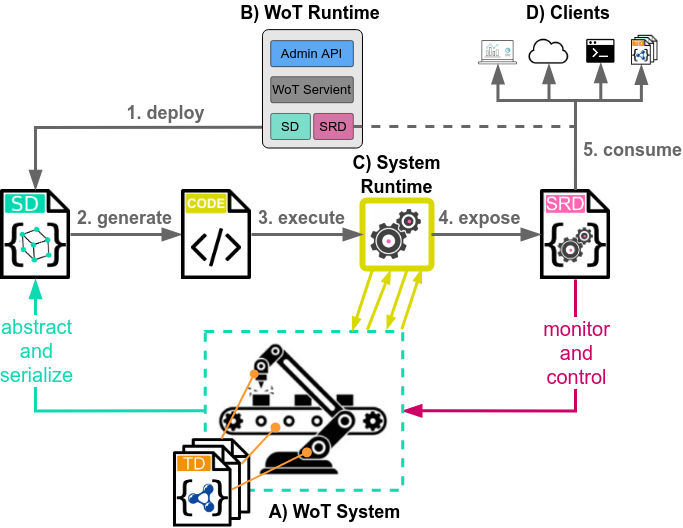 B) WoT Runtime
D) Clients
Admin API
WoT Servient
SD
SRD
1. deploy
5. consume
C) System
Runtime
SD
2. generate
CODE
</>
3. execute
4. expose
SRD
abstract
and
serialize
monitor
and
control
TD
A) WoT System